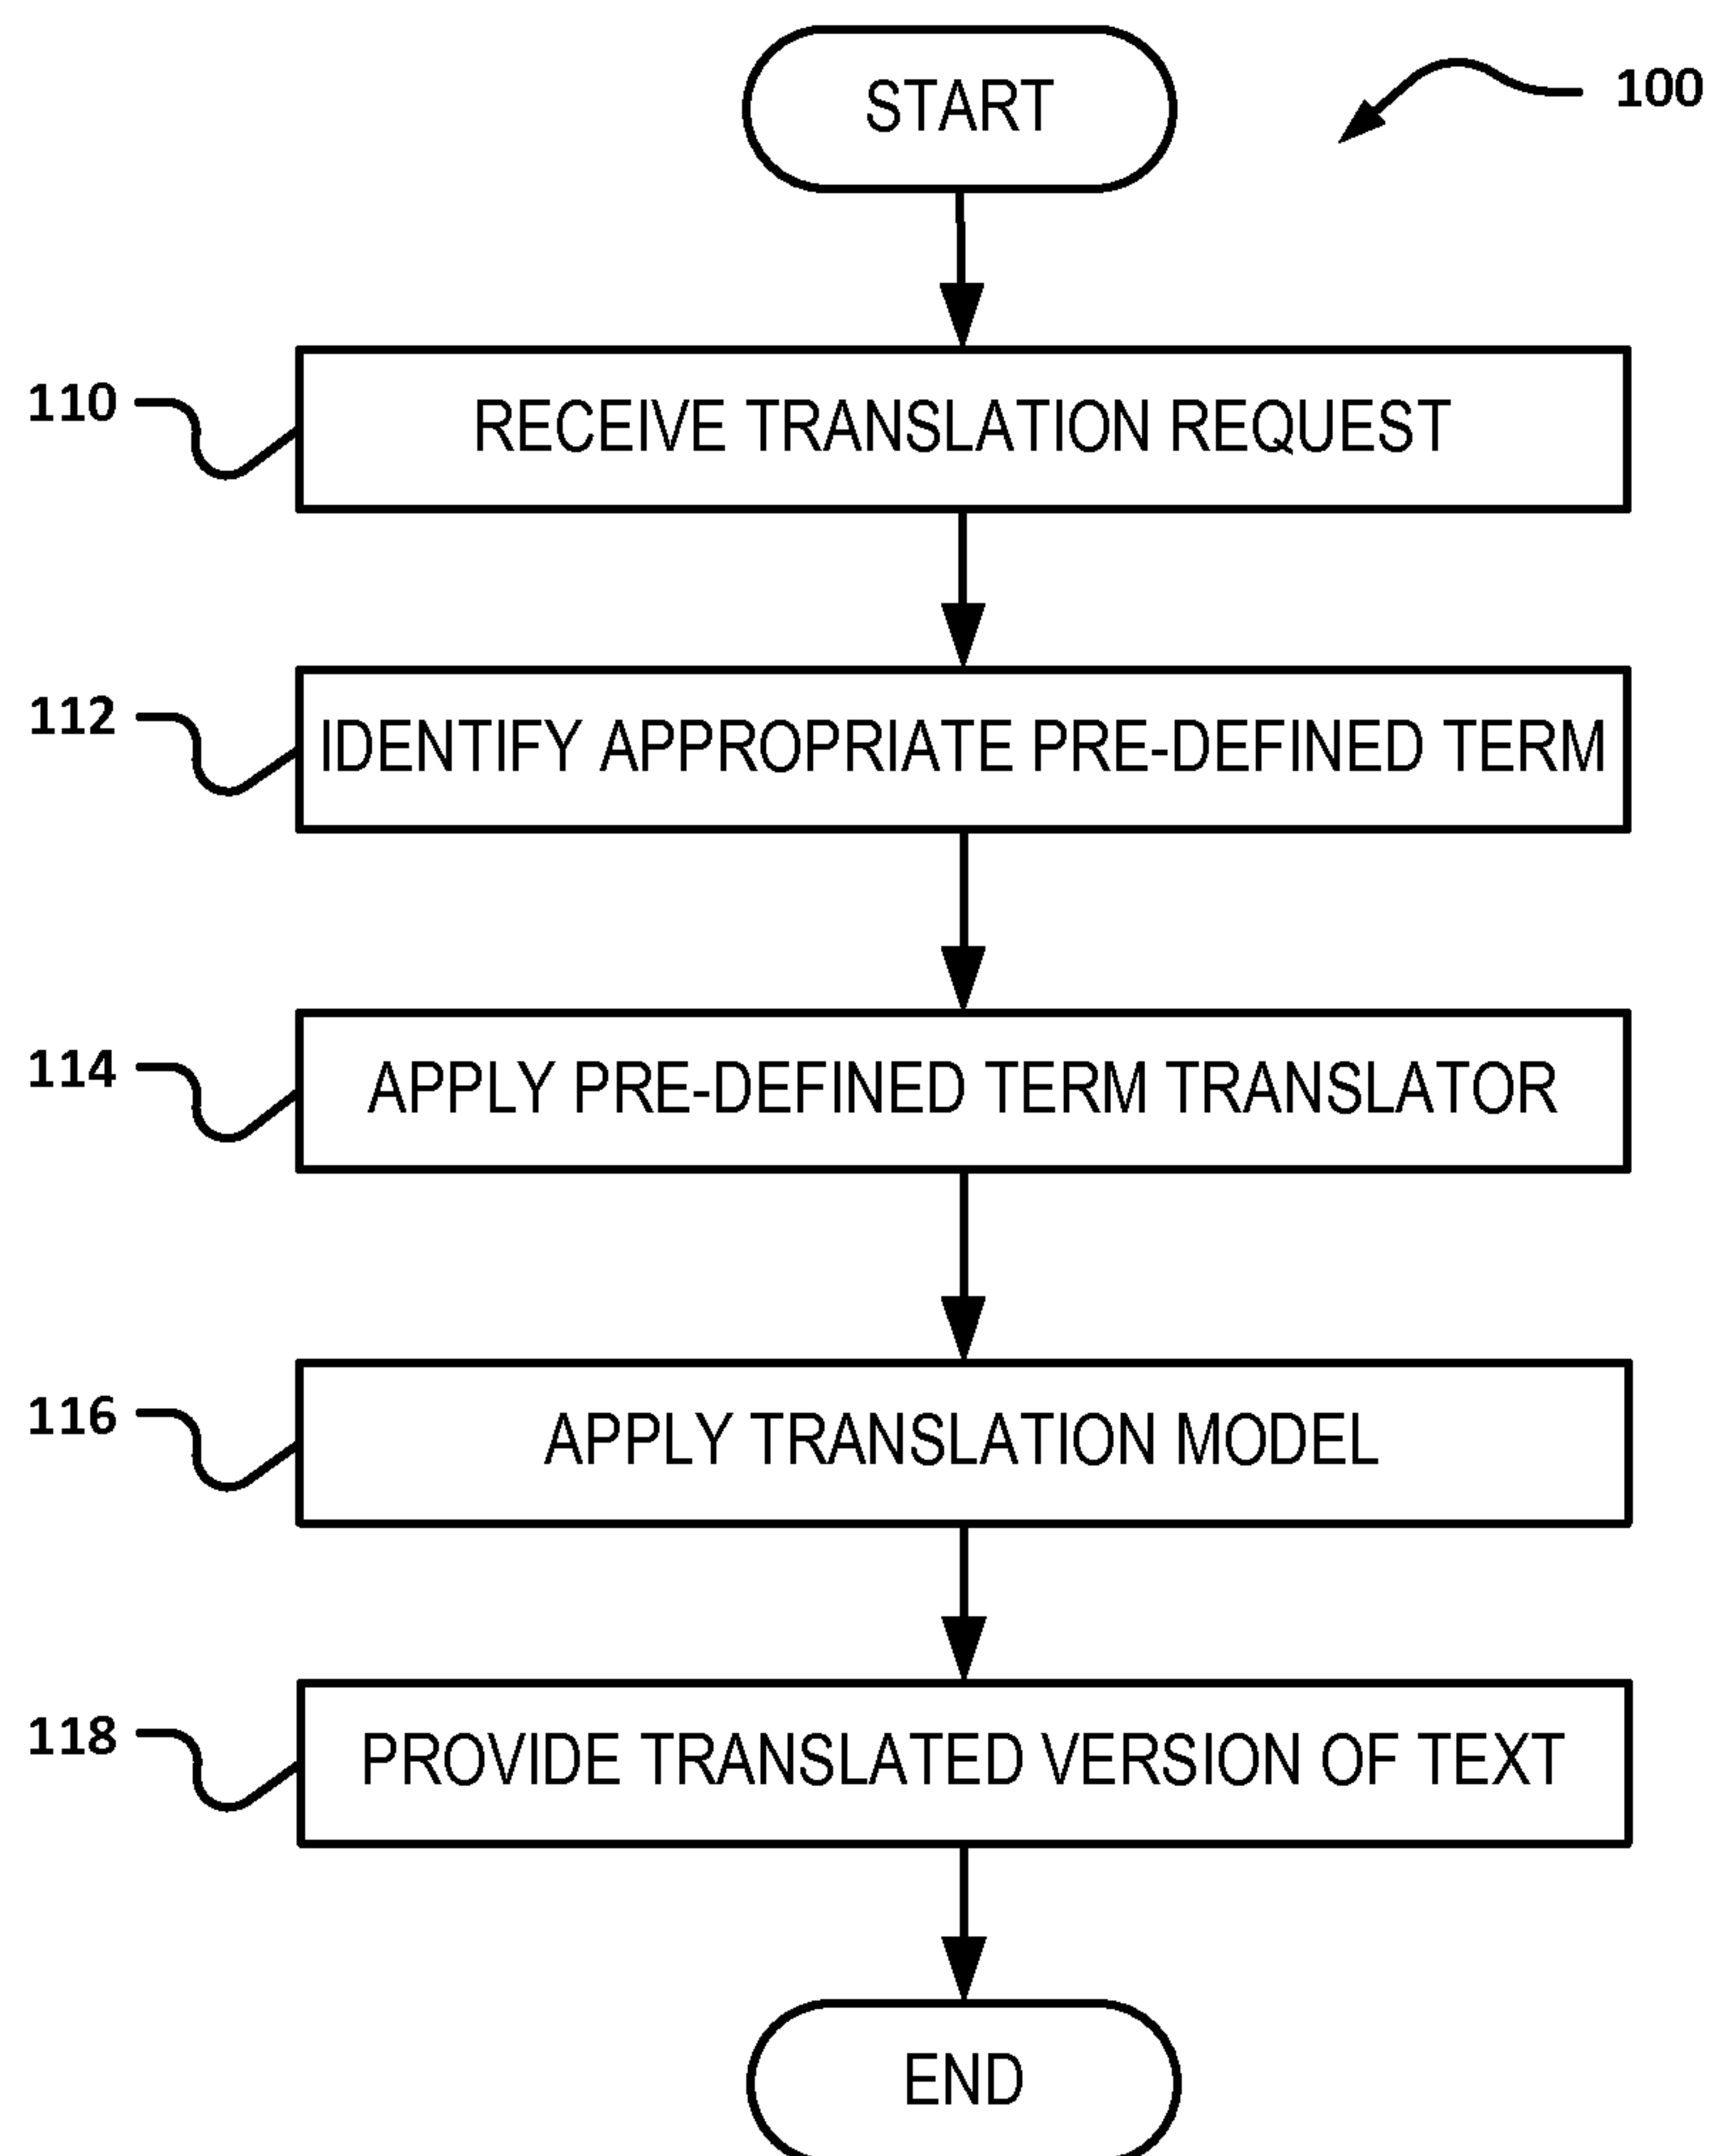 START
100
110
RECEIVE TRANSLATION REQUEST
112
IDENTIFY APPROPRIATE PRE-DEFINED TERM
114
APPLY PRE-DEFINED TERM TRANSLATOR
116
APPLY TRANSLATION MODEL
118
PROVIDE TRANSLATED VERSION OF TEXT
END